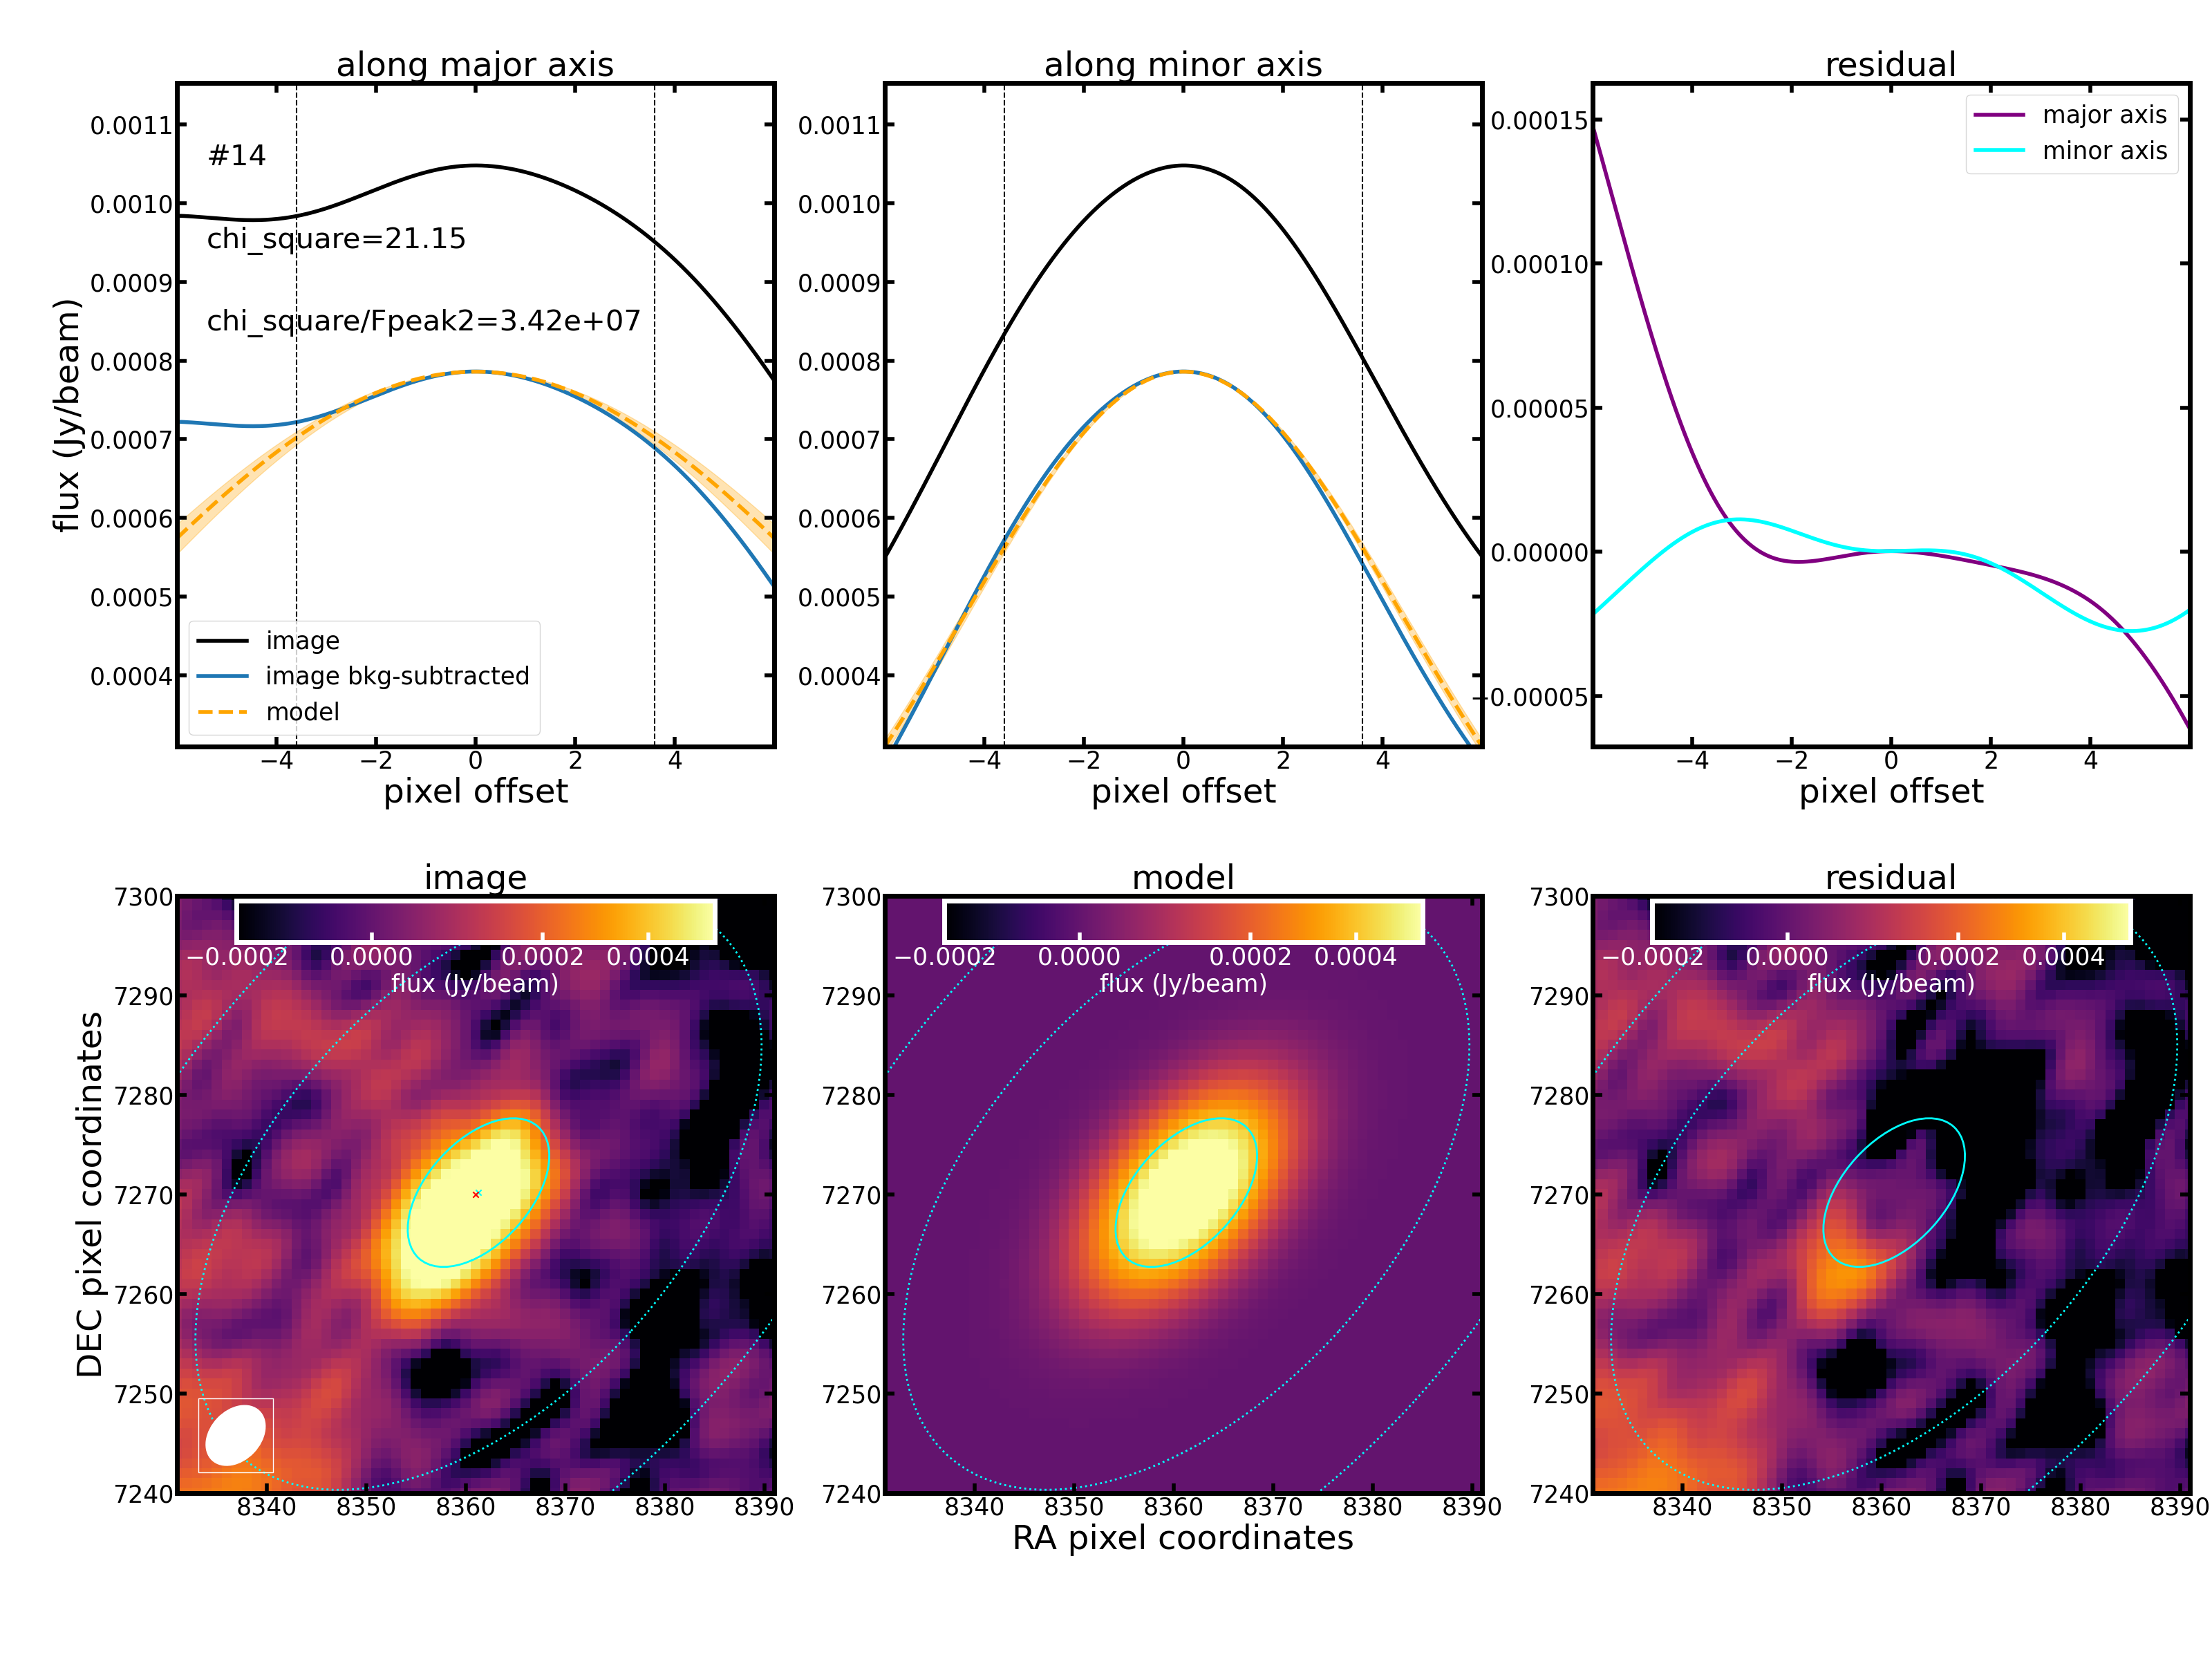 along major axis
along minor axis
residual
0.0011
0.0010
0.0009
0.0008
0.0007
0.0006
0.0005
0.0004
flux (Jy/beam)
#14
chi_square=21.15
chi_square/Fpeak2=3.42e+07
image
image bkg-subtracted
model
−4 −2 0 2 4
pixel offset
0.0011
0.0010
0.0009
0.0008
0.0007
0.0006
0.0005
0.0004
−4 −2 0 2 4
pixel offset
0.00015
0.00010
0.00005
0.00000
−0.00005
major axis
minor axis
−4 −2 0 2 4
pixel offset
image
model
residual
7300
7290
7280
7270
7260
7250
7240
DEC pixel coordinates
−0.0002 0.0000 0.0002 0.0004
flux (Jy/beam)
8340 8350 8360 8370 8380 8390
7300
7290
7280
7270
7260
7250
7240
−0.0002 0.0000 0.0002 0.0004
flux (Jy/beam)
8340 8350 8360 8370 8380 8390
RA pixel coordinates
7300
7290
7280
7270
7260
7250
7240
−0.0002 0.0000 0.0002 0.0004
flux (Jy/beam)
8340 8350 8360 8370 8380 8390